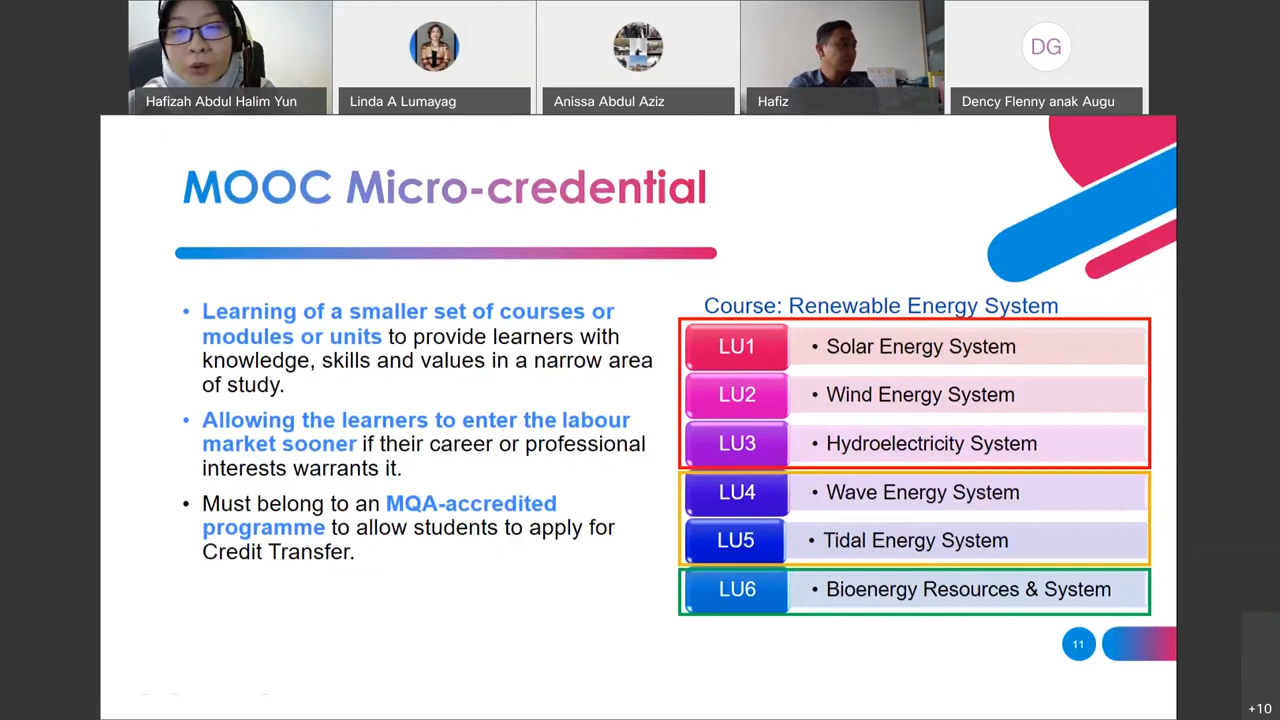 Hafizah Abdul Halim Yun
Linda A Lumayag
Anissa Abdul Aziz
Hafiz
DG
Dency Flenny anak Augu
MOOC Micro-credential
• Learning of a smaller set of courses or
modules or units to provide learners with
knowledge, skills and values in a narrow area
of study.
• Allowing the learners to enter the labour
market sooner if their career or professional
interests warrants it.
• Must belong to an MQA-accredited
programme to allow students to apply for
Credit Transfer.
Course: Renewable Energy System
LU1 • Solar Energy System
LU2 • Wind Energy System
LU3 • Hydroelectricity System
LU4 • Wave Energy System
LU5 • Tidal Energy System
LU6 • Bioenergy Resources & System
11
+10